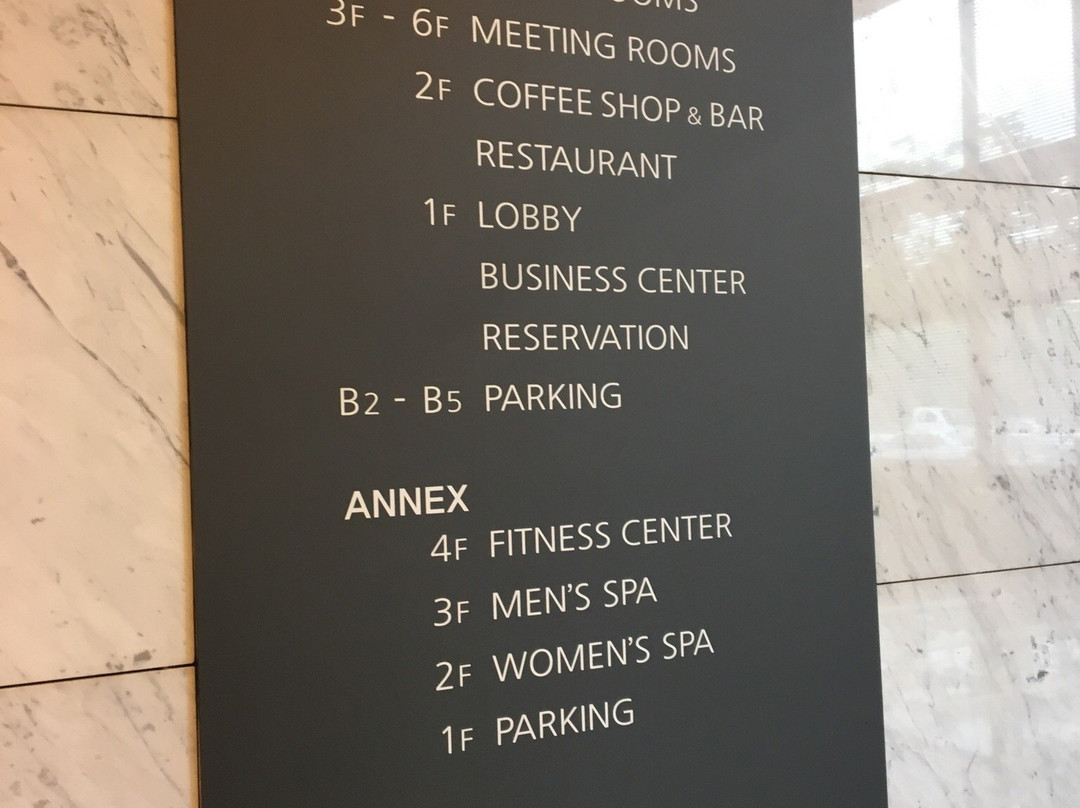 3F - 6F MEETING ROOMS
2F COFFEE SHOP & BAR
RESTAURANT
1F LOBBY
BUSINESS CENTER
RESERVATION
B2 - B5 PARKING
ANNEX
4F FITNESS CENTER
3F MEN'S SPA
2F WOMEN'S SPA
1F PARKING